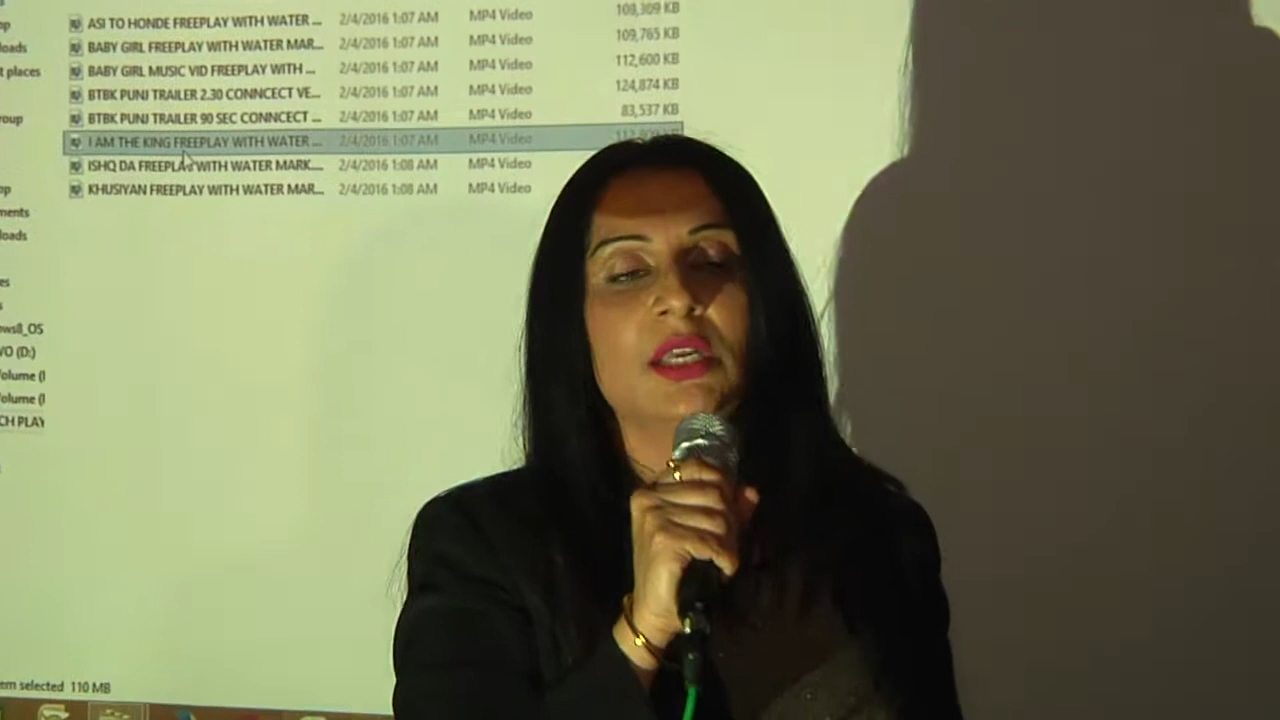 op
ASI TO HONDE FREEPLAY WITH WATER ... 2/4/2016 1:07 AM MP4 Video 108,309 KB
loads BABY GIRL FREEPLAY WITH WATER MAR... 2/4/2016 1:07 AM MP4 Video 109,765 KB
t places BABY GIRL MUSIC VID FREEPLAY WITH ... 2/4/2016 1:07 AM MP4 Video 112,600 KB
BTBK PUNJ TRAILER 2.30 CONNCECT VE... 2/4/2016 1:07 AM MP4 Video 124,874 KB
roup BTBK PUNJ TRAILER 90 SEC CONNCECT ... 2/4/2016 1:07 AM MP4 Video 83,537 KB
I AM THE KING FREEPLAY WITH WATER ... 2/4/2016 1:07 AM MP4 Video
ISHQ DA FREEPLAY WITH WATER MARK.... 2/4/2016 1:08 AM MP4 Video
op KHUSIYAN FREEPLAY WITH WATER MAR... 2/4/2016 1:08 AM MP4 Video
ments
loads
es
s
ows8_OS
VO (D:)
olume (
olume (
CH PLAY
em selected 110 MB